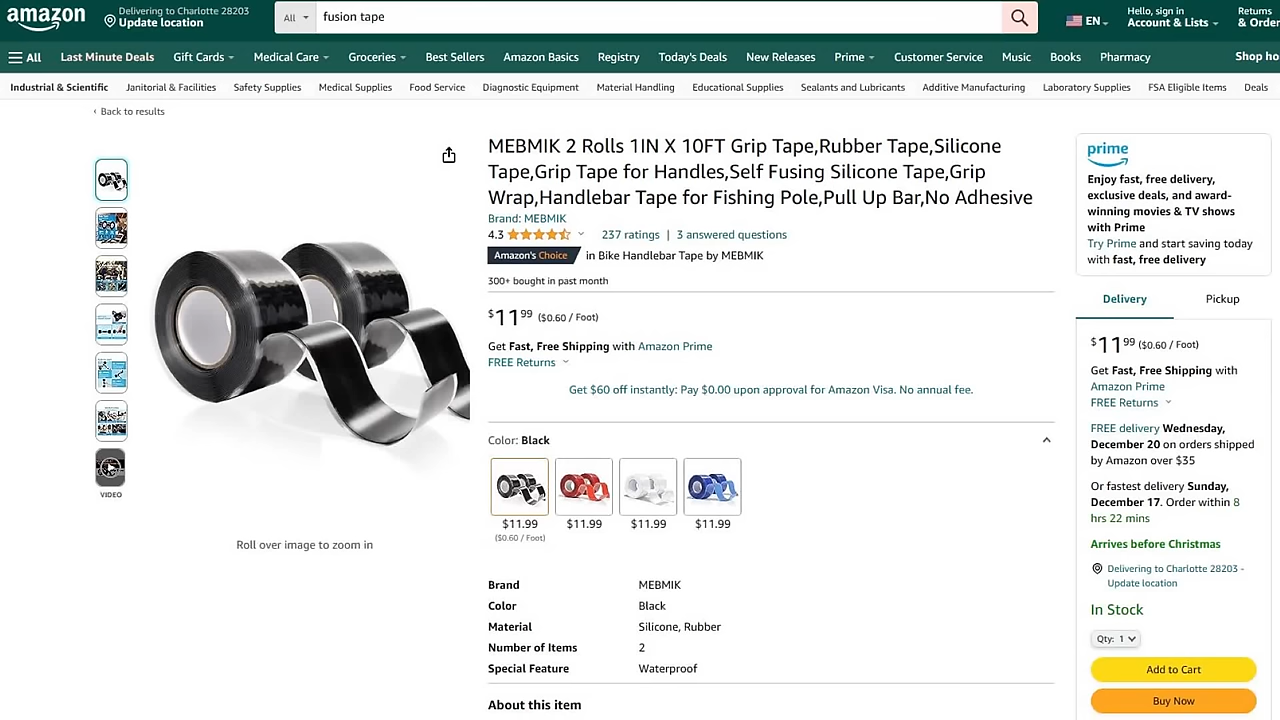 amazon
Delivering to Charlotte 28203
Update location
All
fusion tape
EN
Hello, sign in
Account & Lists
Returns
& Order
All
Last Minute Deals
Gift Cards
Medical Care
Groceries
Best Sellers
Amazon Basics
Registry
Today's Deals
New Releases
Prime
Customer Service
Music
Books
Pharmacy
Shop ho
Industrial & Scientific
Janitorial & Facilities
Safety Supplies
Medical Supplies
Food Service
Diagnostic Equipment
Material Handling
Educational Supplies
Sealants and Lubricants
Additive Manufacturing
Laboratory Supplies
FSA Eligible Items
Deals
‹ Back to results
VIDEO
Roll over image to zoom in
MEBMIK 2 Rolls 1IN X 10FT Grip Tape,Rubber Tape,Silicone
Tape,Grip Tape for Handles,Self Fusing Silicone Tape,Grip
Wrap,Handlebar Tape for Fishing Pole,Pull Up Bar,No Adhesive
Brand: MEBMIK
4.3
237 ratings | 3 answered questions
Amazon's Choice in Bike Handlebar Tape by MEBMIK
300+ bought in past month
$11 99 ($0.60 / Foot)
Get Fast, Free Shipping with Amazon Prime
FREE Returns
Get $60 off instantly: Pay $0.00 upon approval for Amazon Visa. No annual fee.
Color: Black
$11.99 $11.99 $11.99 $11.99
($0.60 / Foot)
Brand MEBMIK
Color Black
Material Silicone, Rubber
Number of Items 2
Special Feature Waterproof
About this item
prime
Enjoy fast, free delivery,
exclusive deals, and award-
winning movies & TV shows
with Prime
Try Prime and start saving today
with fast, free delivery
Delivery
Pickup
$11 99 ($0.60 / Foot)
Get Fast, Free Shipping with
Amazon Prime
FREE Returns
FREE delivery Wednesday,
December 20 on orders shipped
by Amazon over $35
Or fastest delivery Sunday,
December 17. Order within 8
hrs 22 mins
Arrives before Christmas
Delivering to Charlotte 28203 -
Update location
In Stock
Qty: 1
Add to Cart
Buy Now